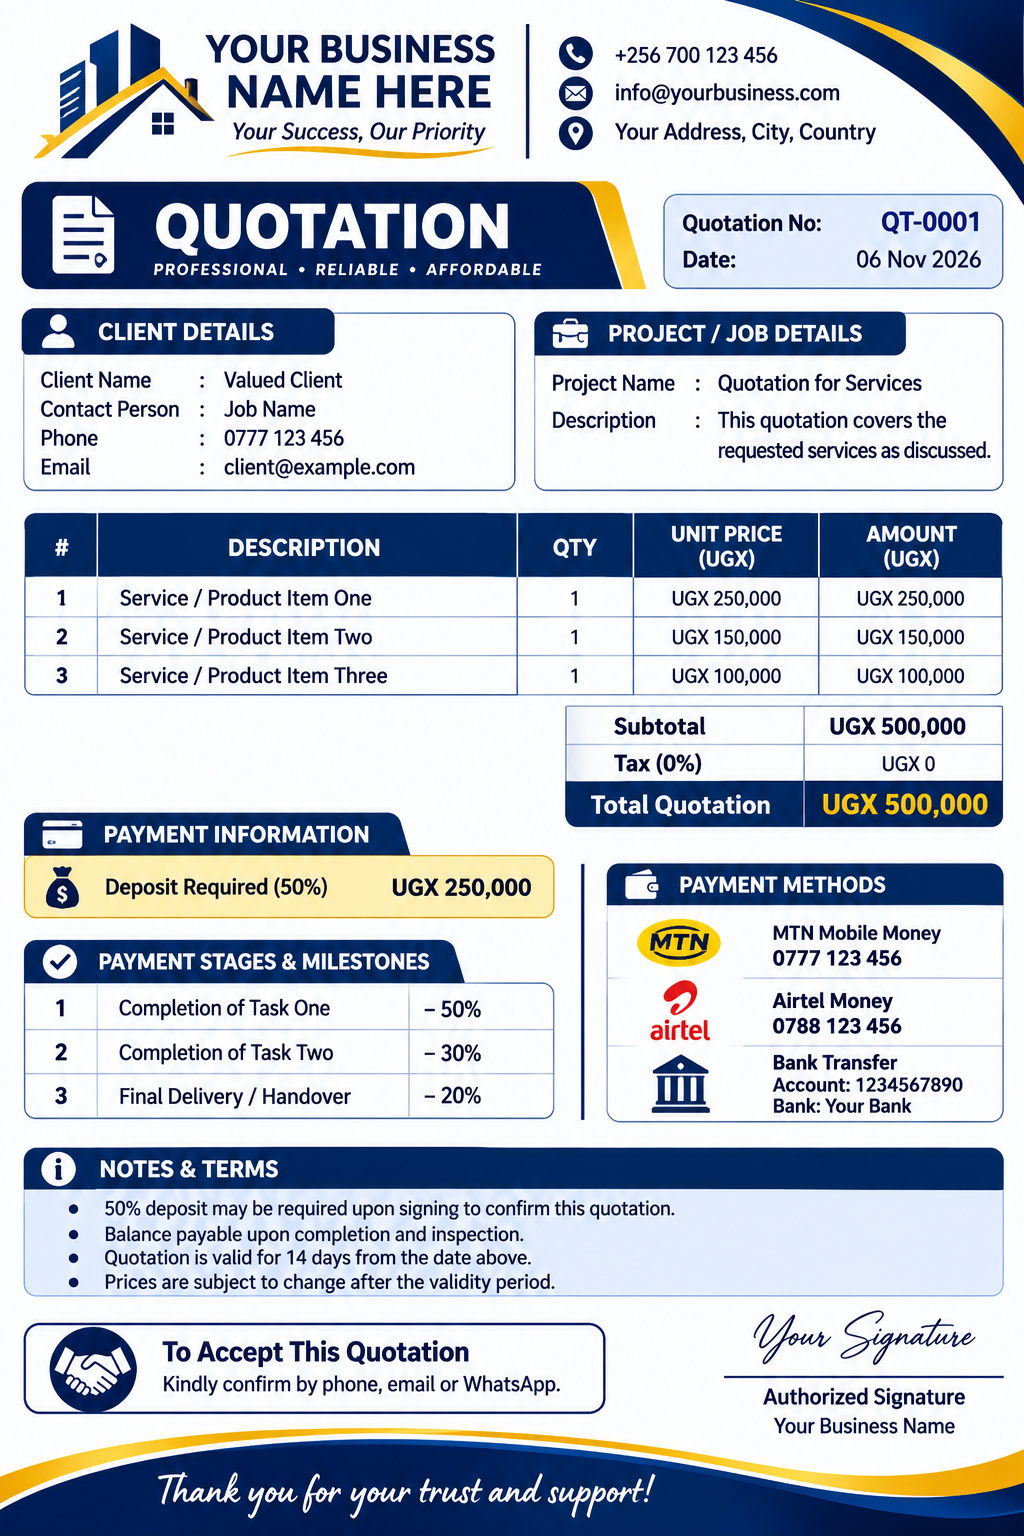 YOUR BUSINESS
NAME HERE
Your Success, Our Priority
+256 700 123 456
info@yourbusiness.com
Your Address, City, Country
QUOTATION
PROFESSIONAL • RELIABLE • AFFORDABLE
Quotation No: QT-0001
Date: 06 Nov 2026
CLIENT DETAILS
Client Name : Valued Client
Contact Person : Job Name
Phone : 0777 123 456
Email : client@example.com
PROJECT / JOB DETAILS
Project Name : Quotation for Services
Description : This quotation covers the
requested services as discussed.
# DESCRIPTION QTY UNIT PRICE (UGX) AMOUNT (UGX)
1 Service / Product Item One 1 UGX 250,000 UGX 250,000
2 Service / Product Item Two 1 UGX 150,000 UGX 150,000
3 Service / Product Item Three 1 UGX 100,000 UGX 100,000
Subtotal UGX 500,000
Tax (0%) UGX 0
Total Quotation UGX 500,000
PAYMENT INFORMATION
$ Deposit Required (50%) UGX 250,000
PAYMENT STAGES & MILESTONES
1 Completion of Task One – 50%
2 Completion of Task Two – 30%
3 Final Delivery / Handover – 20%
PAYMENT METHODS
MTN
MTN Mobile Money
0777 123 456
airtel
Airtel Money
0788 123 456
Bank Transfer
Account: 1234567890
Bank: Your Bank
i NOTES & TERMS
• 50% deposit may be required upon signing to confirm this quotation.
• Balance payable upon completion and inspection.
• Quotation is valid for 14 days from the date above.
• Prices are subject to change after the validity period.
To Accept This Quotation
Kindly confirm by phone, email or WhatsApp.
Your Signature
Authorized Signature
Your Business Name
Thank you for your trust and support!